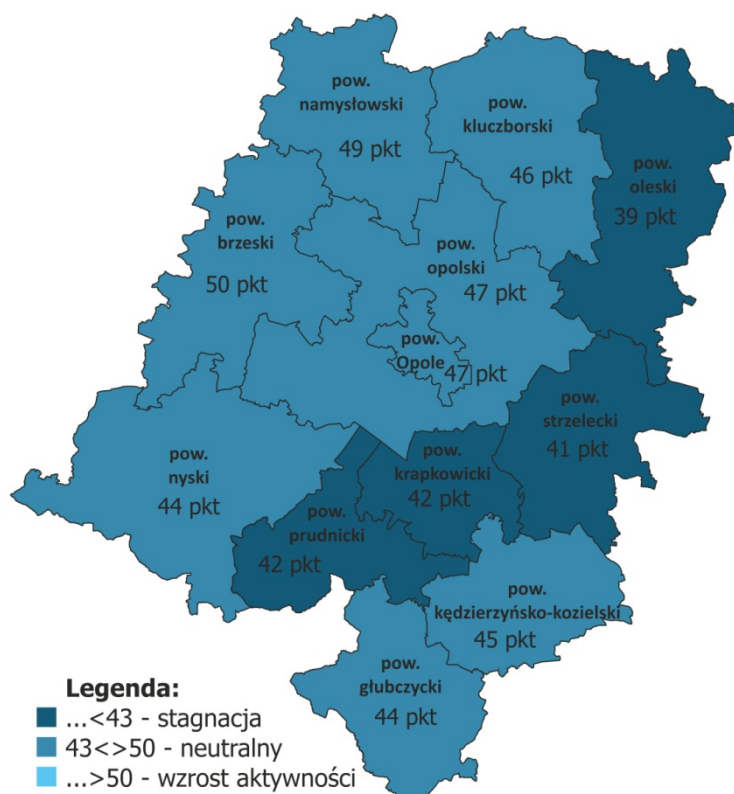 pow.
namysłowski
49 pkt
pow.
kluczborski
46 pkt
pow.
oleski
39 pkt
pow.
brzeski
50 pkt
pow.
opolski
47 pkt
pow.
Opole
47 pkt
pow.
strzelecki
41 pkt
pow.
nyski
44 pkt
pow.
krapkowicki
42 pkt
pow.
prudnicki
42 pkt
pow.
kędzierzyńsko-kozielski
45 pkt
pow.
głubczycki
44 pkt
Legenda:
...<43 - stagnacja
43<>50 - neutralny
...>50 - wzrost aktywności